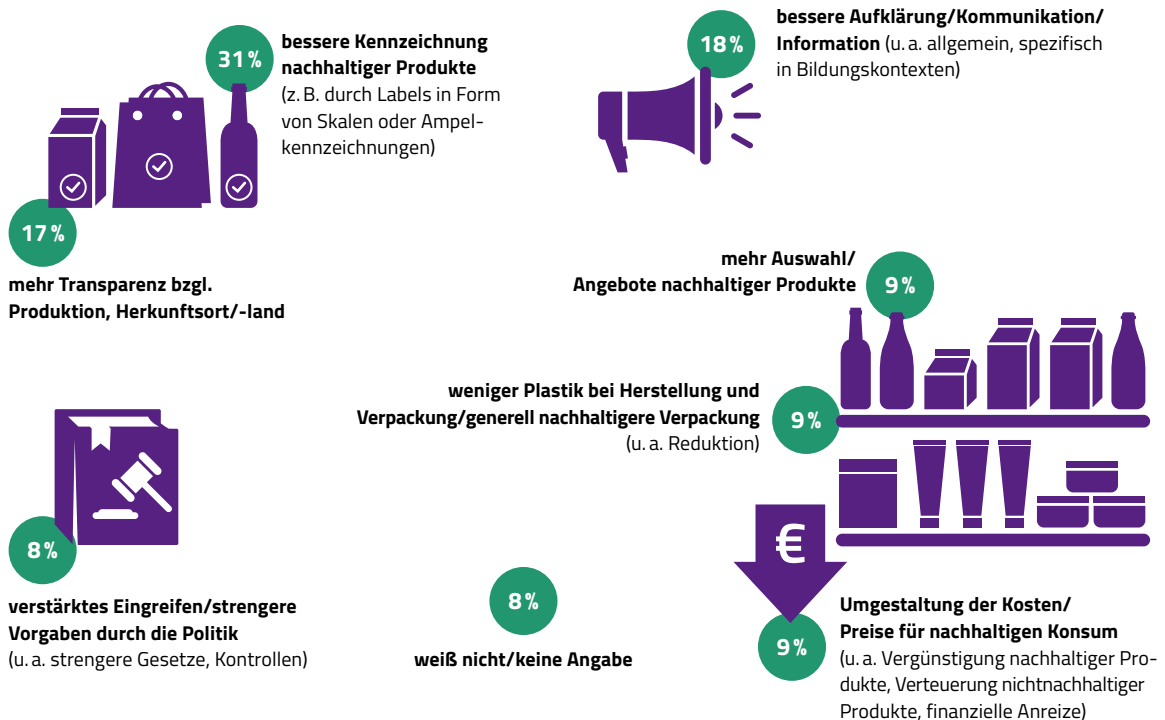 31 %
bessere Kennzeichnung
nachhaltiger Produkte
(z. B. durch Labels in Form
von Skalen oder Ampel-
kennzeichnungen)
18 %
bessere Aufklärung/Kommunikation/
Information (u. a. allgemein, spezifisch
in Bildungskontexten)
17 %
mehr Transparenz bzgl.
Produktion, Herkunftsort/-land
mehr Auswahl/
Angebote nachhaltiger Produkte
9 %
weniger Plastik bei Herstellung und
Verpackung/generell nachhaltigere Verpackung
(u. a. Reduktion)
9 %
8 %
verstärktes Eingreifen/strengere
Vorgaben durch die Politik
(u. a. strengere Gesetze, Kontrollen)
8 %
weiß nicht/keine Angabe
€
9 %
Umgestaltung der Kosten/
Preise für nachhaltigen Konsum
(u. a. Vergünstigung nachhaltiger Pro-
dukte, Verteuerung nichtnachhaltiger
Produkte, finanzielle Anreize)